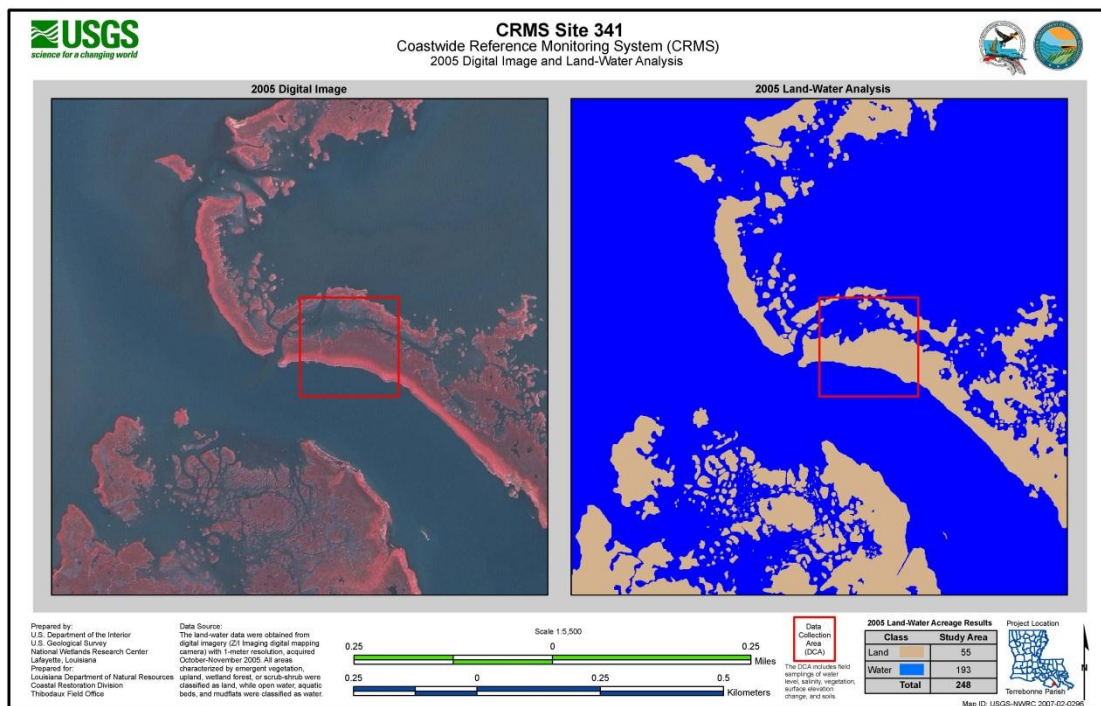 USGS
science for a changing world
CRMS Site 341
Coastwide Reference Monitoring System (CRMS)
2005 Digital Image and Land-Water Analysis
2005 Digital Image
2005 Land-Water Analysis
Prepared by:
U.S. Department of the Interior
U.S. Geological Survey
National Wetlands Research Center
Lafayette, Louisiana
Prepared for:
Louisiana Department of Natural Resources
Coastal Restoration Division
Thibodaux Field Office
Data Source:
The land-water data were obtained from
digital imagery (Z/I Imaging digital mapping
camera) with 1-meter resolution, acquired
October-November 2005. All areas
characterized by emergent vegetation,
upland, wetland forest, or scrub-shrub were
classified as land, while open water, aquatic
beds, and mudflats were classified as water.
Scale 1:5,500
0.25 0 0.25
Miles
0.25 0 0.25 0.5
Kilometers
Data
Collection
Area
(DCA)
The DCA includes field
samplings of water
level, salinity, vegetation,
surface elevation
change, and soils.
2005 Land-Water Acreage Results
Class Study Area
Land 55
Water 193
Total 248
Project Location
Terrebonne Parish
N
Map ID: USGS-NWRC 2007-02-0296